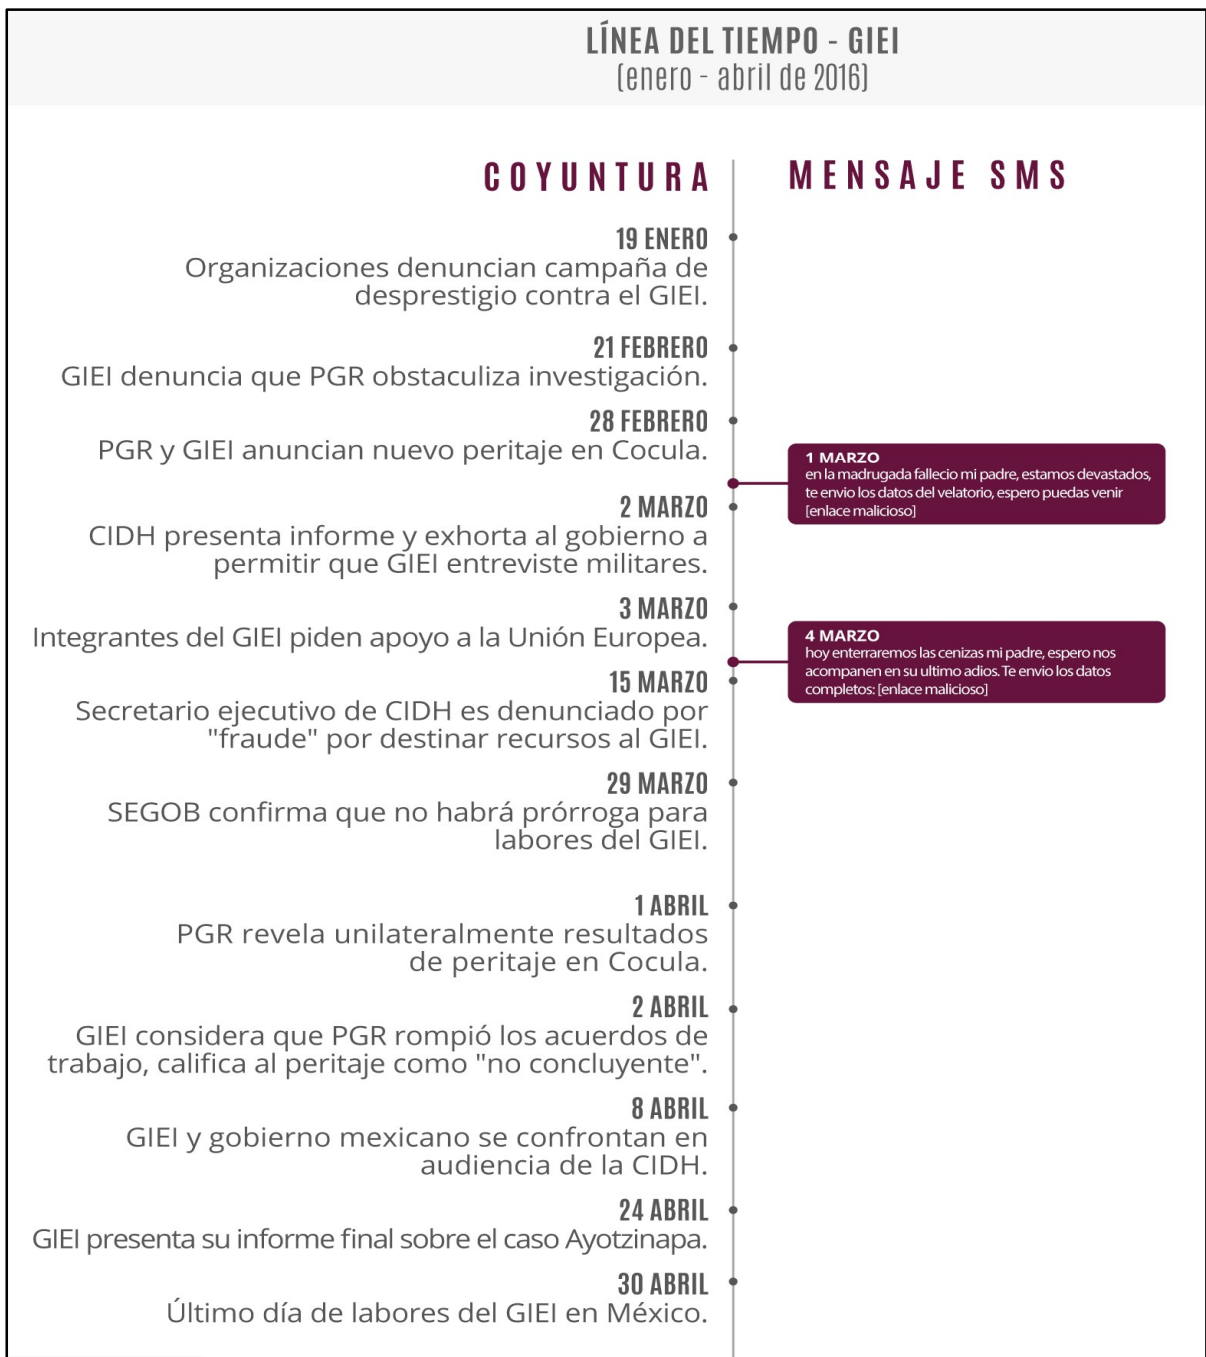 LÍNEA DEL TIEMPO - GIEI
(enero - abril de 2016)
COYUNTURA
MENSAJE SMS
19 ENERO
Organizaciones denuncian campaña de
desprestigio contra el GIEI.
21 FEBRERO
GIEI denuncia que PGR obstaculiza investigación.
28 FEBRERO
PGR y GIEI anuncian nuevo peritaje en Cocula.
1 MARZO
en la madrugada fallecio mi padre, estamos devastados,
te envio los datos del velatorio, espero puedas venir
[enlace malicioso]
2 MARZO
CIDH presenta informe y exhorta al gobierno a
permitir que GIEI entreviste militares.
3 MARZO
Integrantes del GIEI piden apoyo a la Unión Europea.
4 MARZO
hoy enterraremos las cenizas mi padre, espero nos
acompanen en su ultimo adios. Te envio los datos
completos: [enlace malicioso]
15 MARZO
Secretario ejecutivo de CIDH es denunciado por
"fraude" por destinar recursos al GIEI.
29 MARZO
SEGOB confirma que no habrá prórroga para
labores del GIEI.
1 ABRIL
PGR revela unilateralmente resultados
de peritaje en Cocula.
2 ABRIL
GIEI considera que PGR rompió los acuerdos de
trabajo, califica al peritaje como "no concluyente".
8 ABRIL
GIEI y gobierno mexicano se confrontan en
audiencia de la CIDH.
24 ABRIL
GIEI presenta su informe final sobre el caso Ayotzinapa.
30 ABRIL
Último día de labores del GIEI en México.